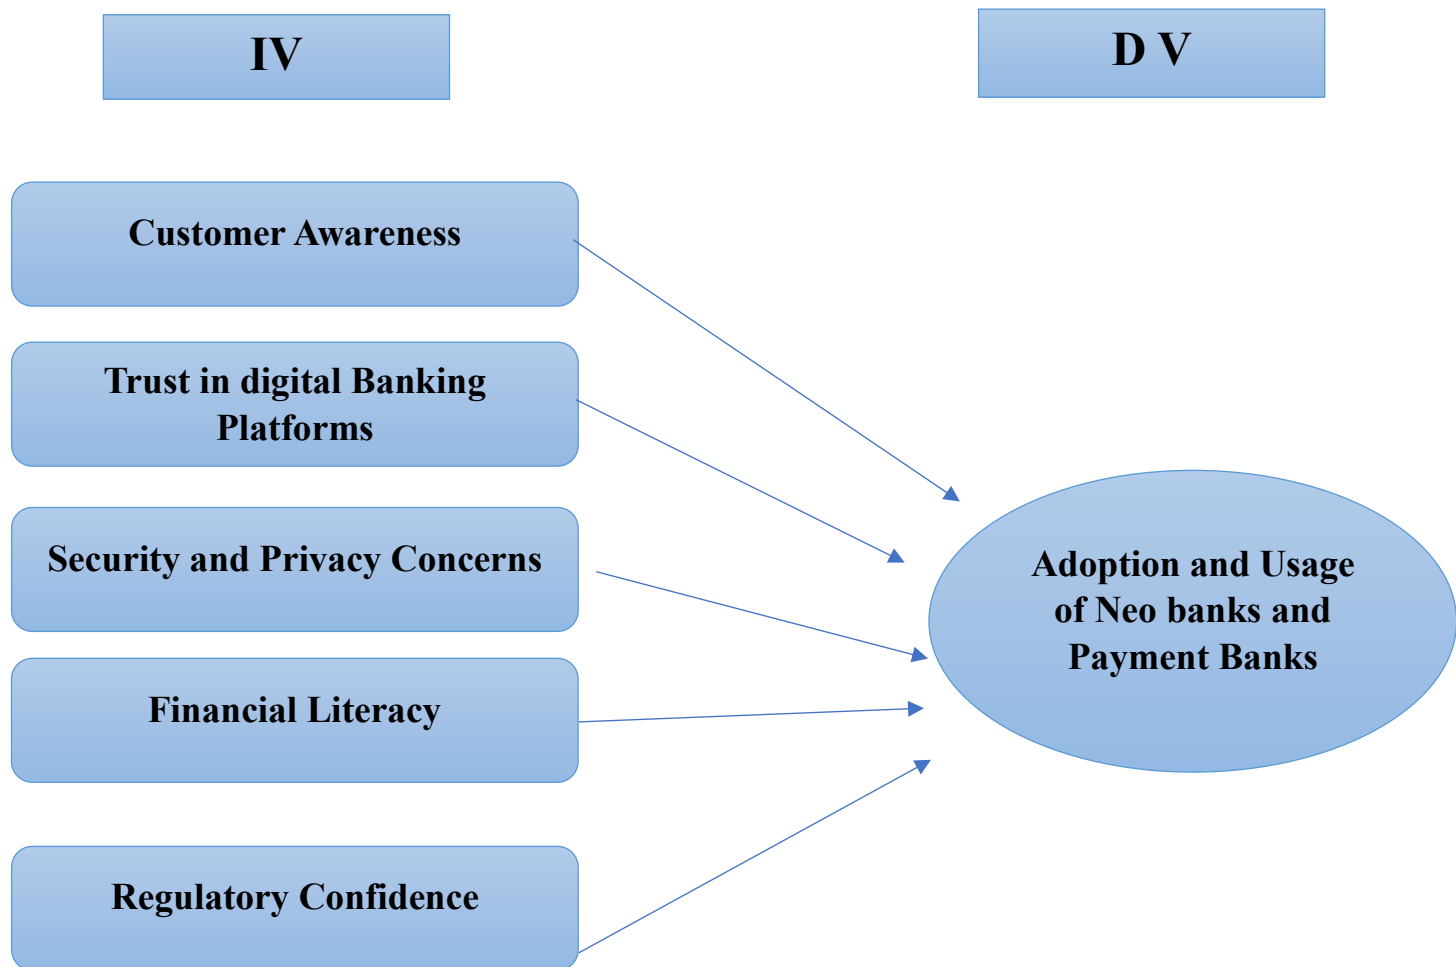 IV
D V
Customer Awareness
Trust in digital Banking
Platforms
Security and Privacy Concerns
Financial Literacy
Regulatory Confidence
Adoption and Usage
of Neo banks and
Payment Banks